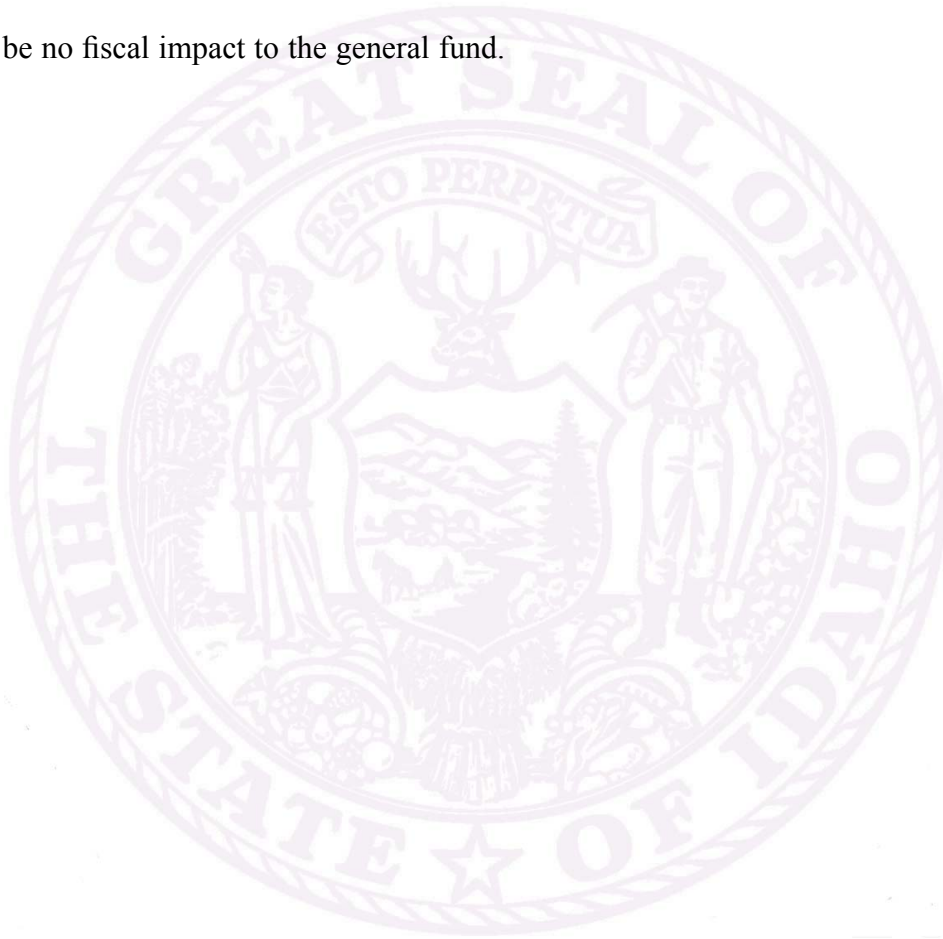 be no fiscal impact to the general fund.
GREAT SEAL OF
ESTO PERPETUA
THE STATE OF IDAHO